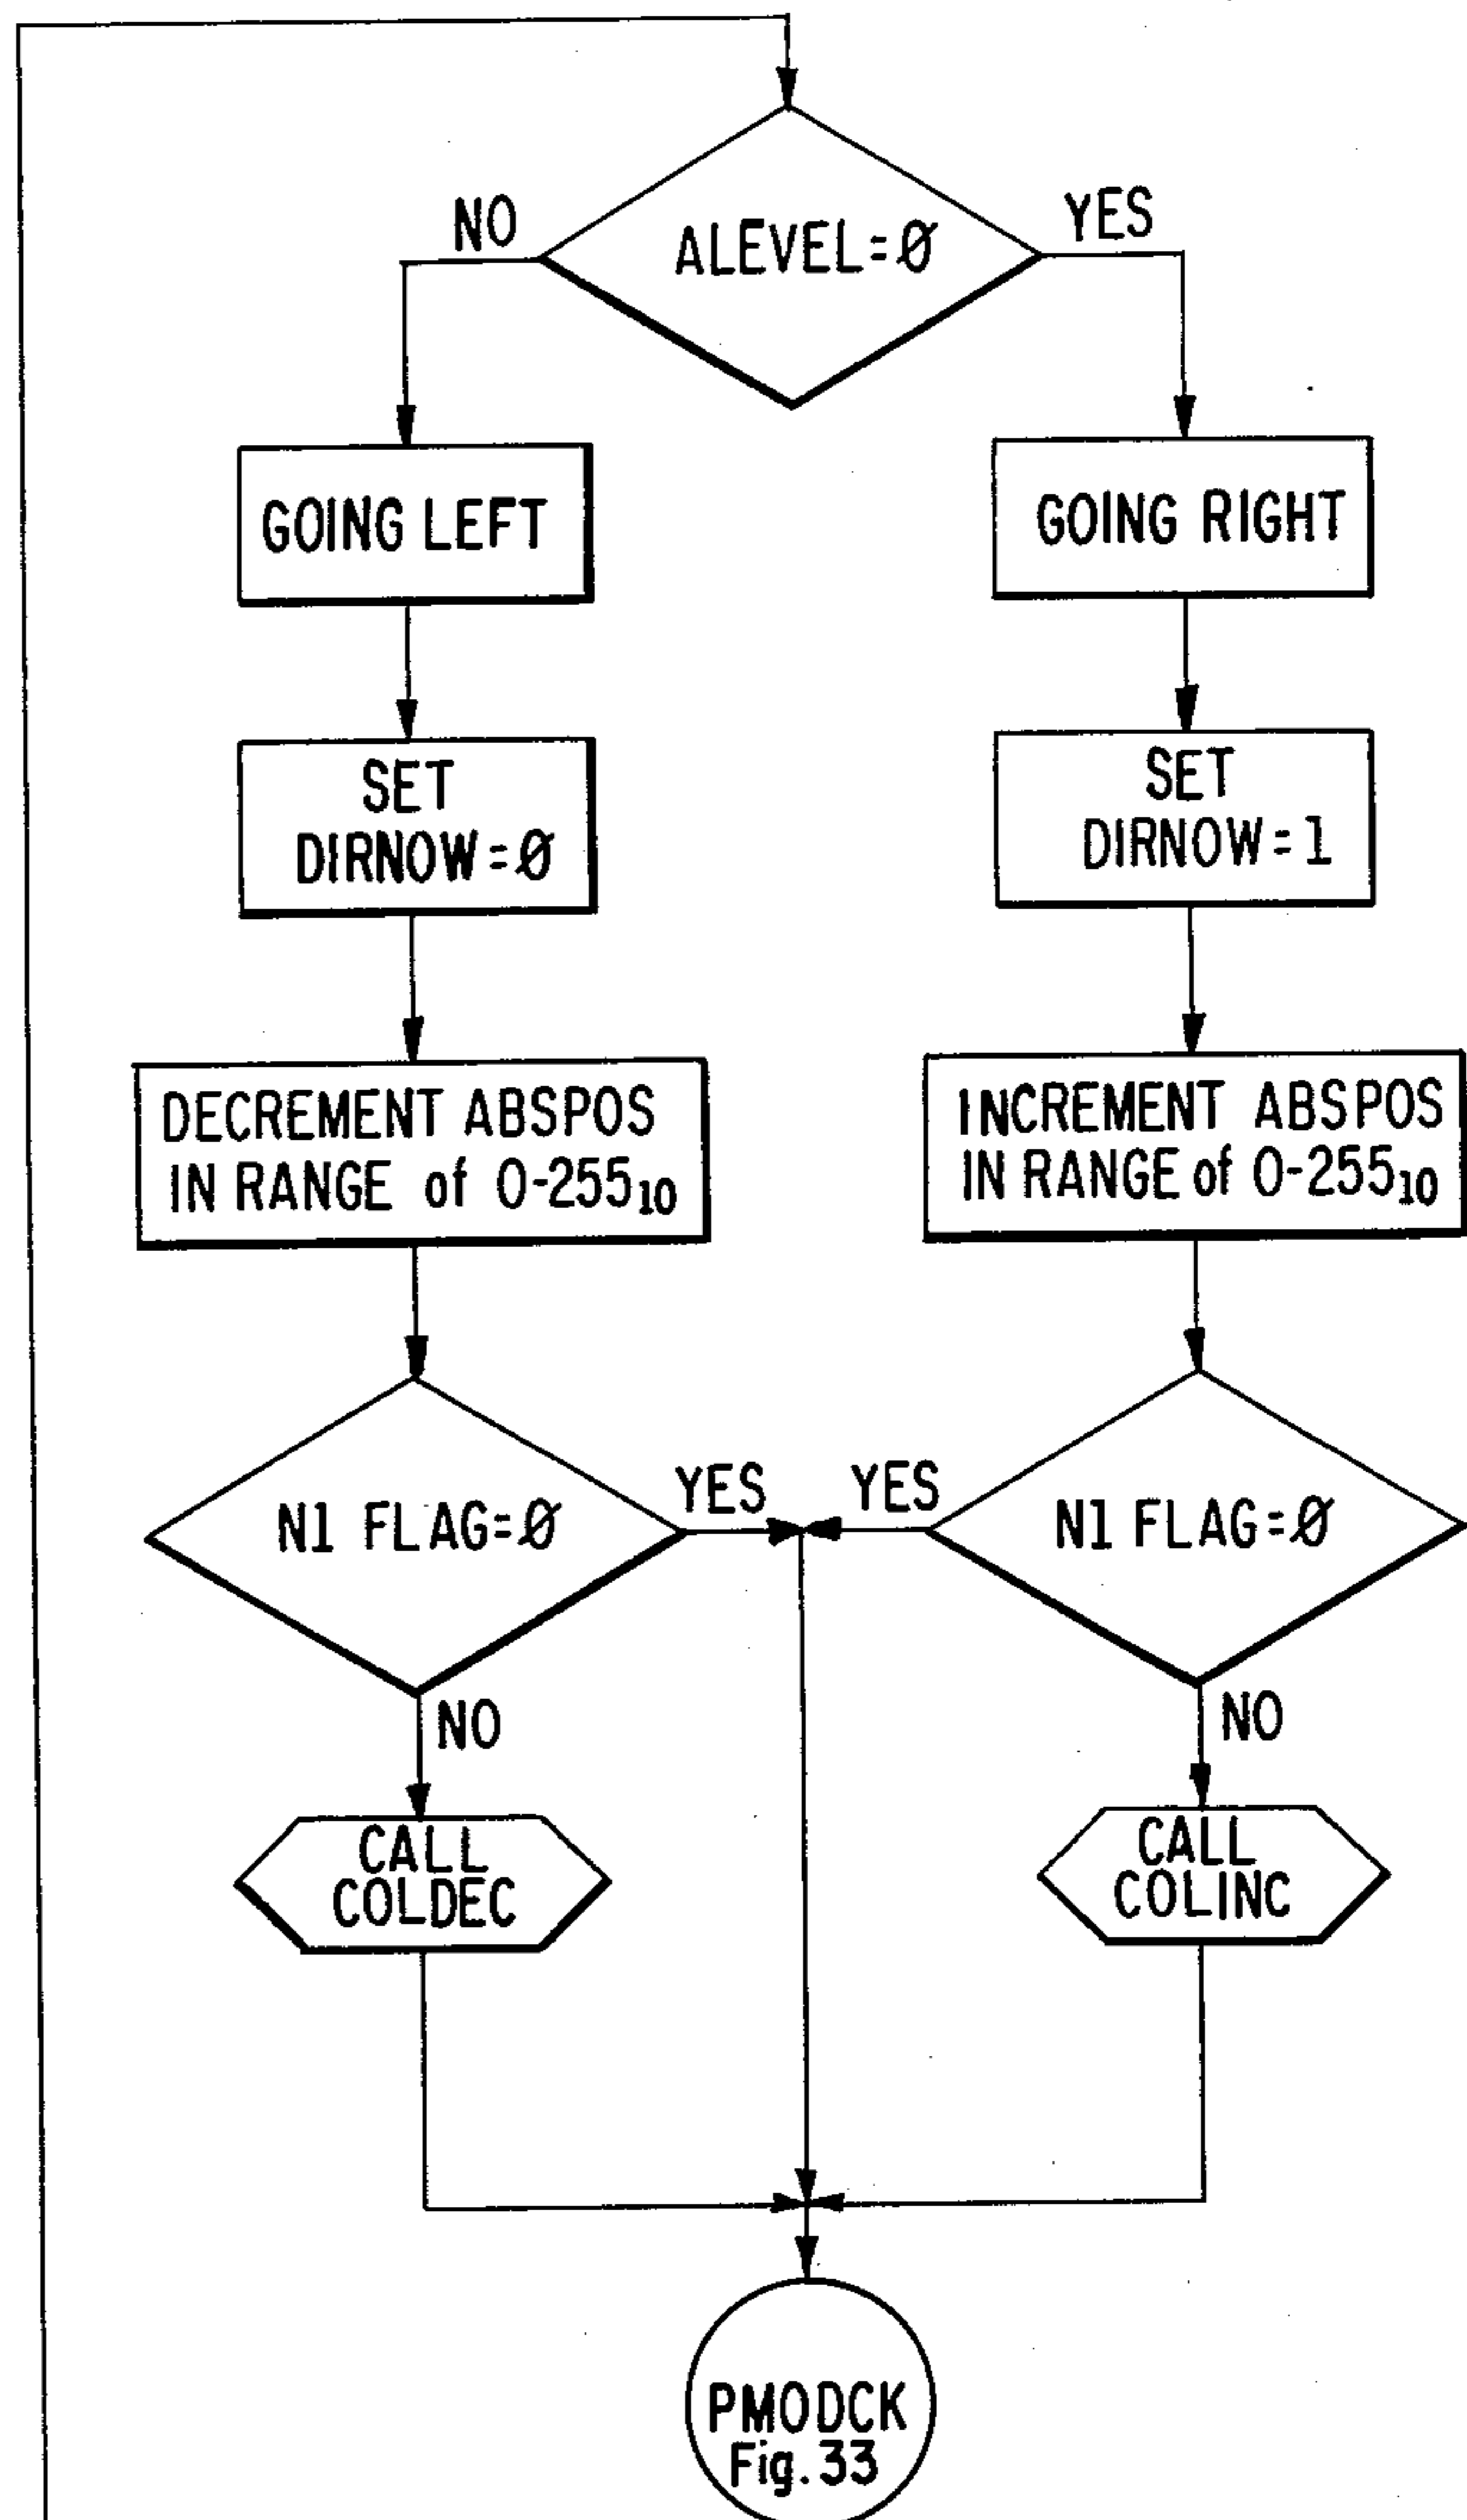 ALEVEL=Ø
NO
YES
GOING LEFT
GOING RIGHT
SET
DIRNOW=Ø
SET
DIRNOW=1
DECREMENT ABSPOS
IN RANGE of 0-255₁₀
INCREMENT ABSPOS
IN RANGE of 0-255₁₀
N1 FLAG=Ø
YES
YES
N1 FLAG=Ø
NO
NO
CALL
COLDEC
CALL
COLINC
PMODCK
Fig. 33